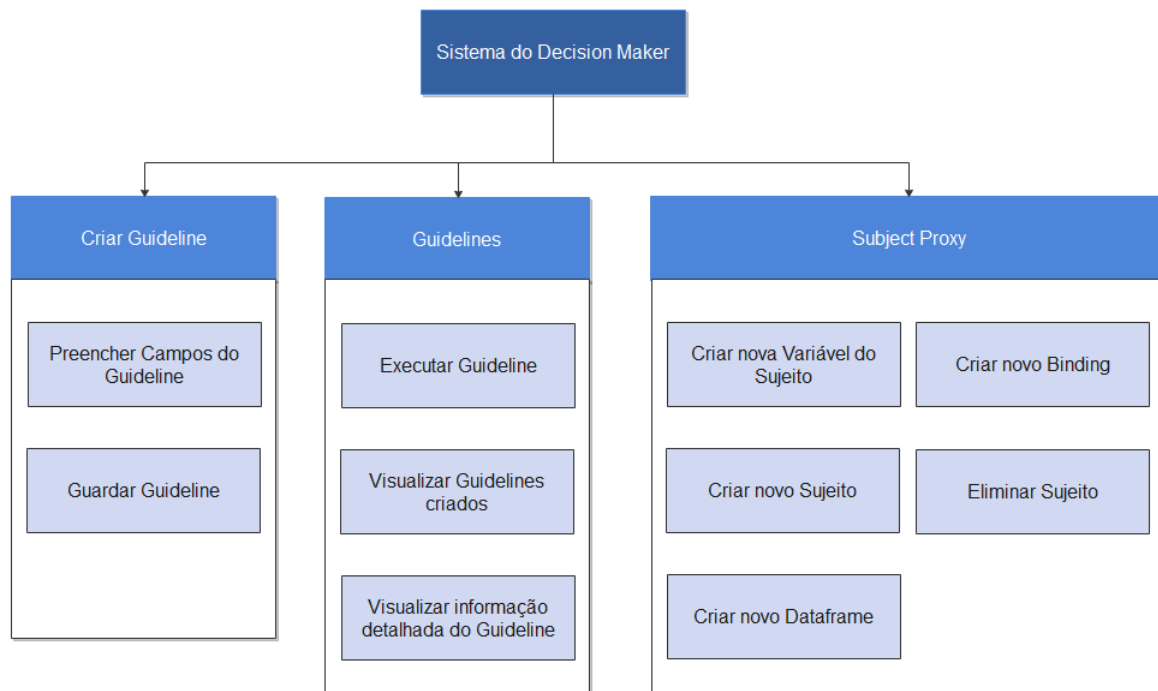 Sistema do Decision Maker
Criar Guideline
Preencher Campos do
Guideline
Guardar Guideline
Guidelines
Executar Guideline
Visualizar Guidelines
criados
Visualizar informação
detalhada do Guideline
Subject Proxy
Criar nova Variável do
Sujeito
Criar novo Binding
Criar novo Sujeito
Eliminar Sujeito
Criar novo Dataframe